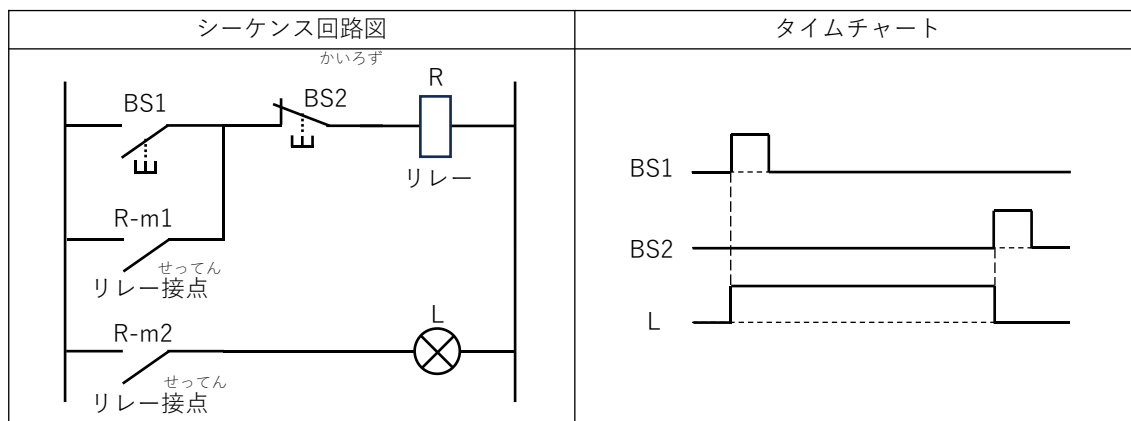 シーケンス回路図
かいろず
タイムチャート
BS1
BS2
R
リレー
R-m1
せってん
リレー接点
R-m2
L
せってん
リレー接点
BS1
BS2
L